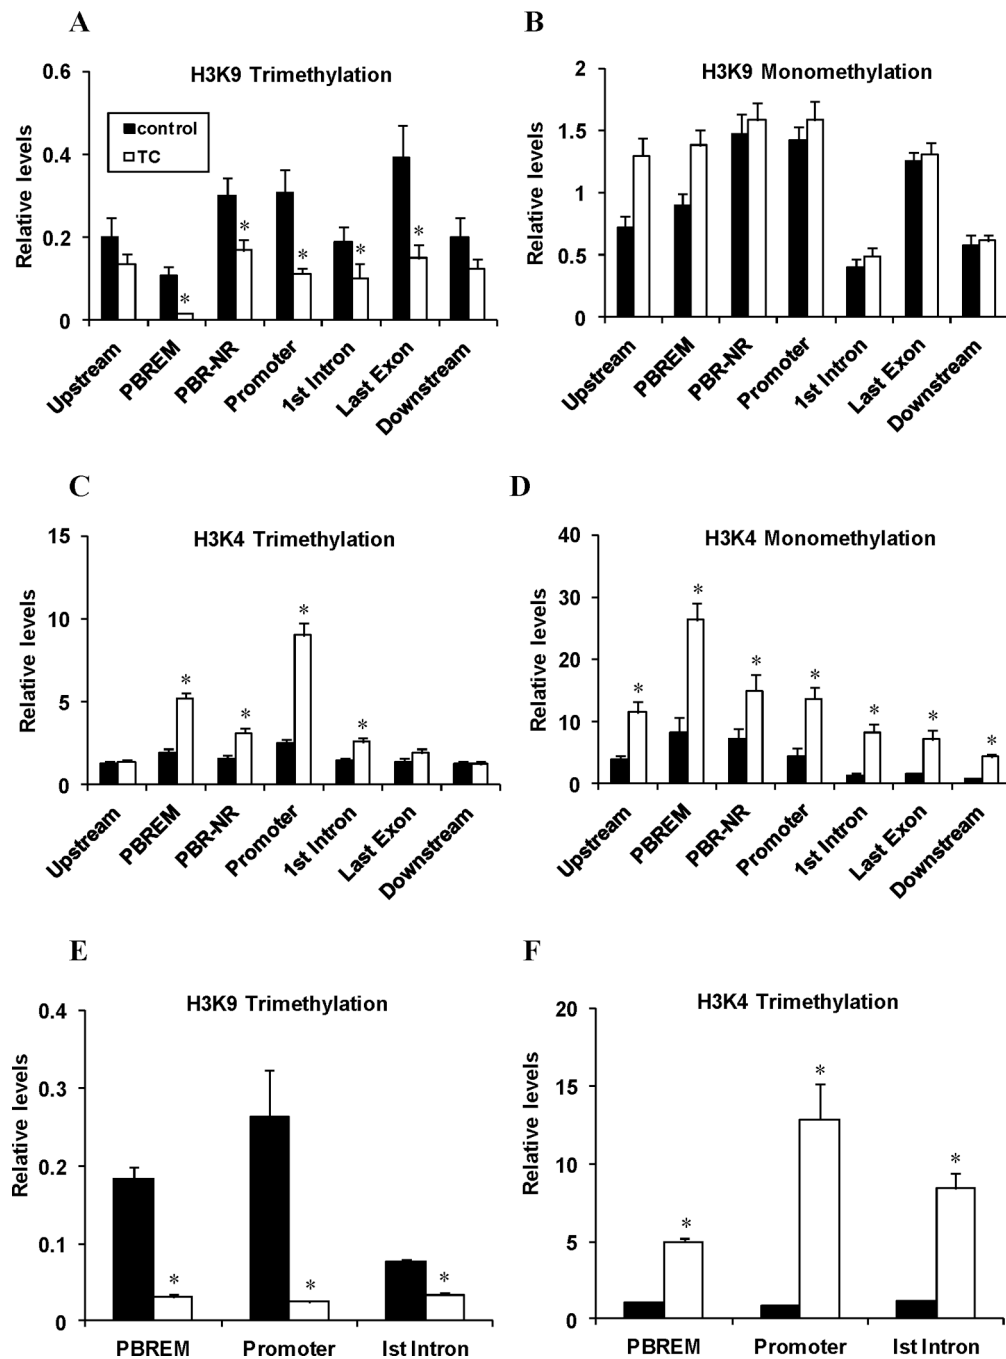 A
H3K9 Trimethylation
Relative levels
0.6
0.4
0.2
0
control
TC
*
*
*
*
*
Upstream
PBREM
PBR-NR
Promoter
1st Intron
Last Exon
Downstream
B
H3K9 Monomethylation
Relative levels
2
1.5
1
0.5
0
Upstream
PBREM
PBR-NR
Promoter
1st Intron
Last Exon
Downstream
C
H3K4 Trimethylation
Relative levels
15
10
5
0
*
*
*
*
Upstream
PBREM
PBR-NR
Promoter
1st Intron
Last Exon
Downstream
D
H3K4 Monomethylation
Relative levels
40
30
20
10
0
*
*
*
*
*
*
*
Upstream
PBREM
PBR-NR
Promoter
1st Intron
Last Exon
Downstream
E
H3K9 Trimethylation
Relative levels
0.4
0.3
0.2
0.1
0
*
*
*
PBREM
Promoter
Ist Intron
F
H3K4 Trimethylation
Relative levels
20
15
10
5
0
*
*
*
PBREM
Promoter
Ist Intron